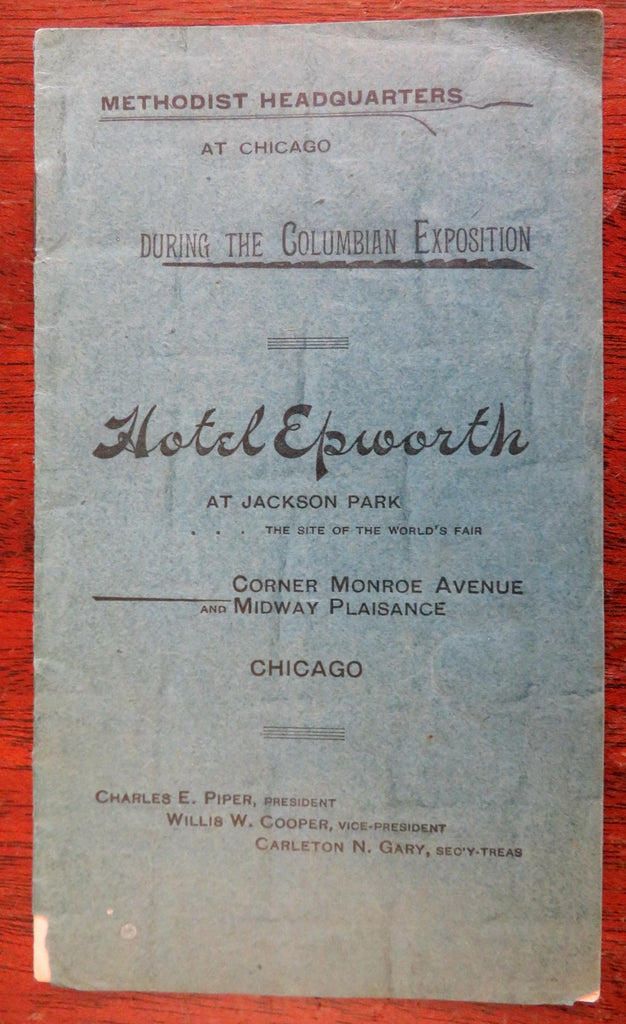 METHODIST HEADQUARTERS
AT CHICAGO
DURING THE COLUMBIAN EXPOSITION
Hotel Epworth
AT JACKSON PARK
. . . THE SITE OF THE WORLD'S FAIR
CORNER MONROE AVENUE
AND MIDWAY PLAISANCE
CHICAGO
CHARLES E. PIPER, PRESIDENT
WILLIS W. COOPER, VICE-PRESIDENT
CARLETON N. GARY, SEC'Y-TREAS